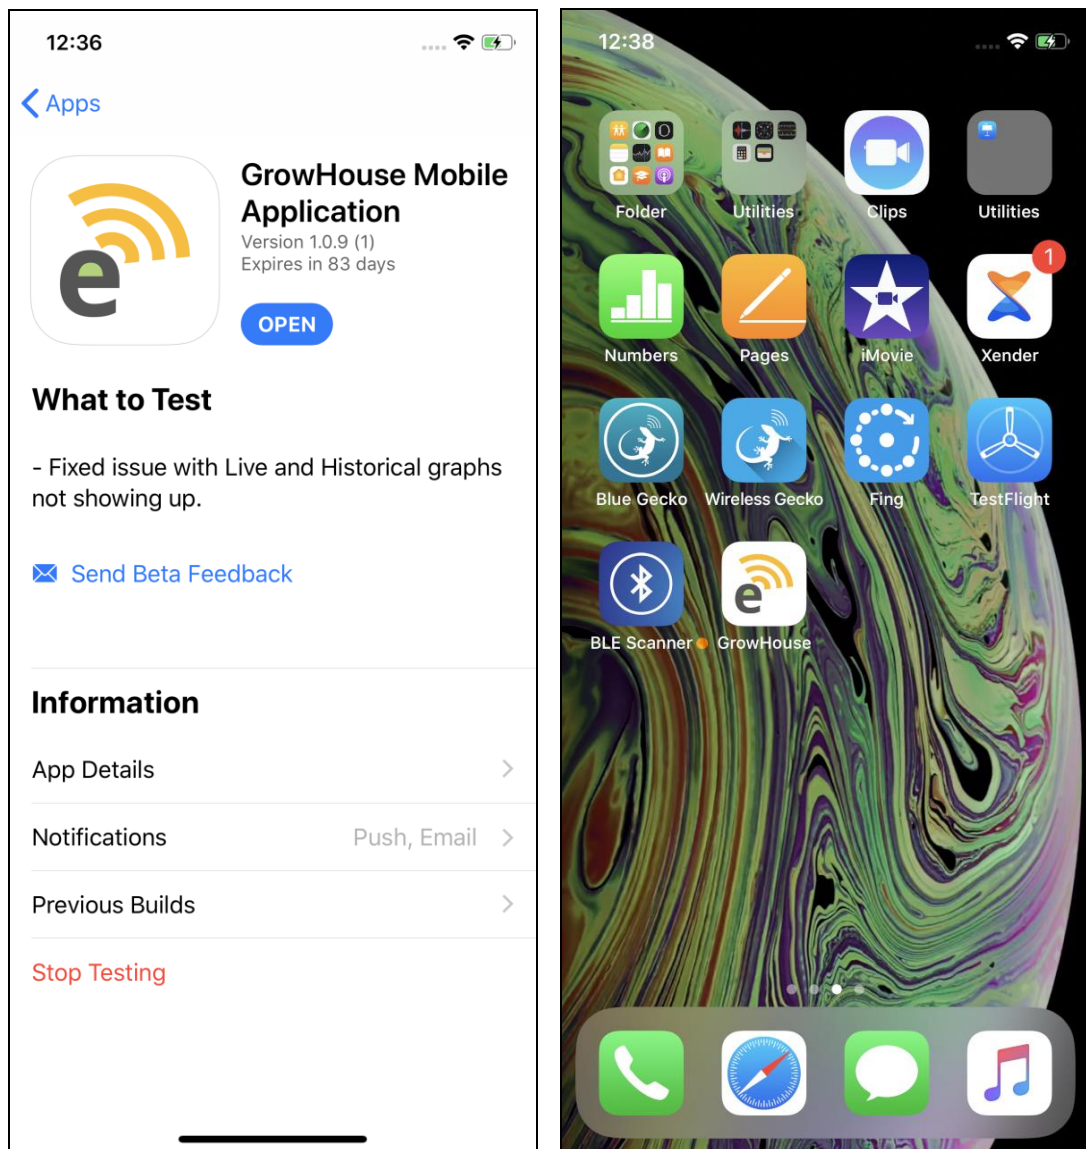 12:36
Apps
GrowHouse Mobile
Application
Version 1.0.9 (1)
Expires in 83 days
OPEN
What to Test
- Fixed issue with Live and Historical graphs
not showing up.
Send Beta Feedback
Information
App Details
Notifications Push, Email
Previous Builds
Stop Testing
12:38
Folder Utilities Clips Utilities
1
Numbers Pages iMovie Xender
Blue Gecko Wireless Gecko Fing TestFlight
e
BLE Scanner GrowHouse